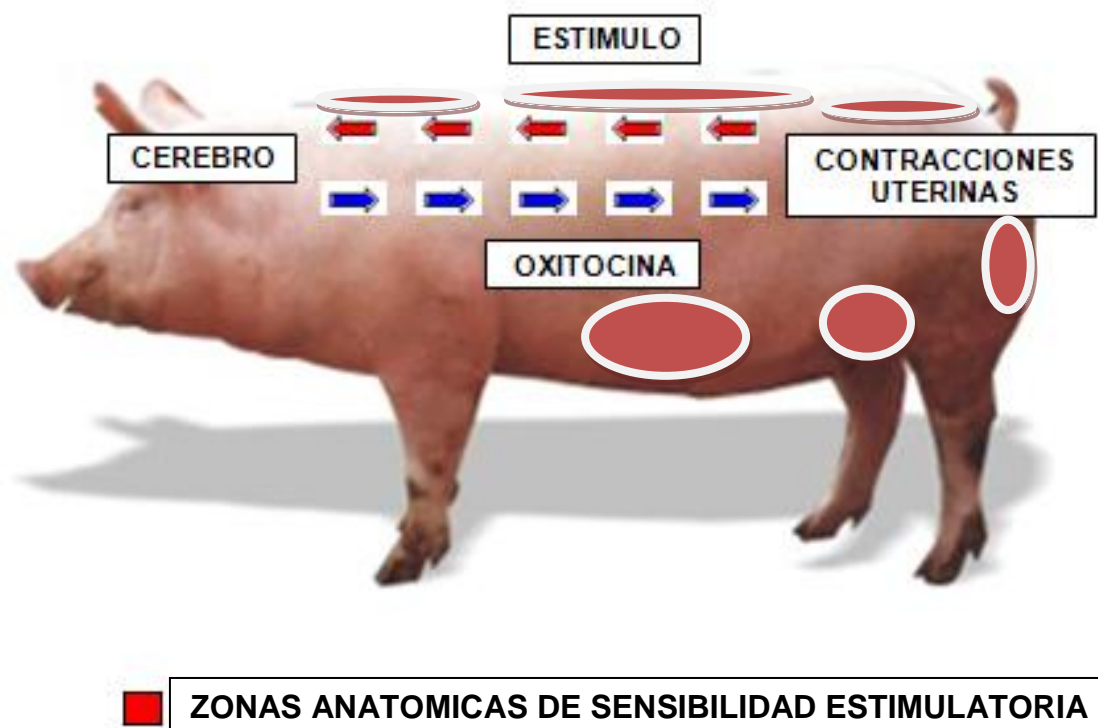 ESTIMULO
CEREBRO
CONTRACCIONES
UTERINAS
OXITOCINA
ZONAS ANATOMICAS DE SENSIBILIDAD ESTIMULATORIA